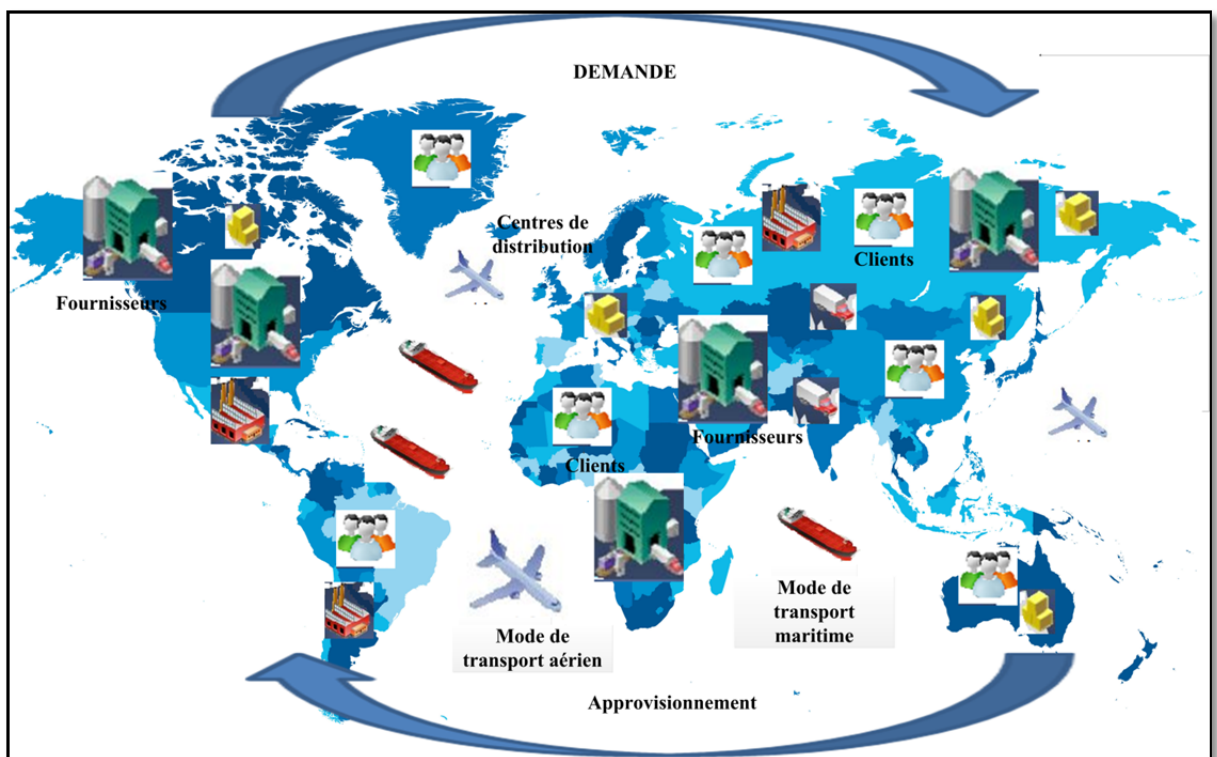 DEMANDE
Centres de
distribution
Clients
Fournisseurs
Fournisseurs
Clients
Mode de
transport
maritime
Mode de
transport aérien
Approvisionnement